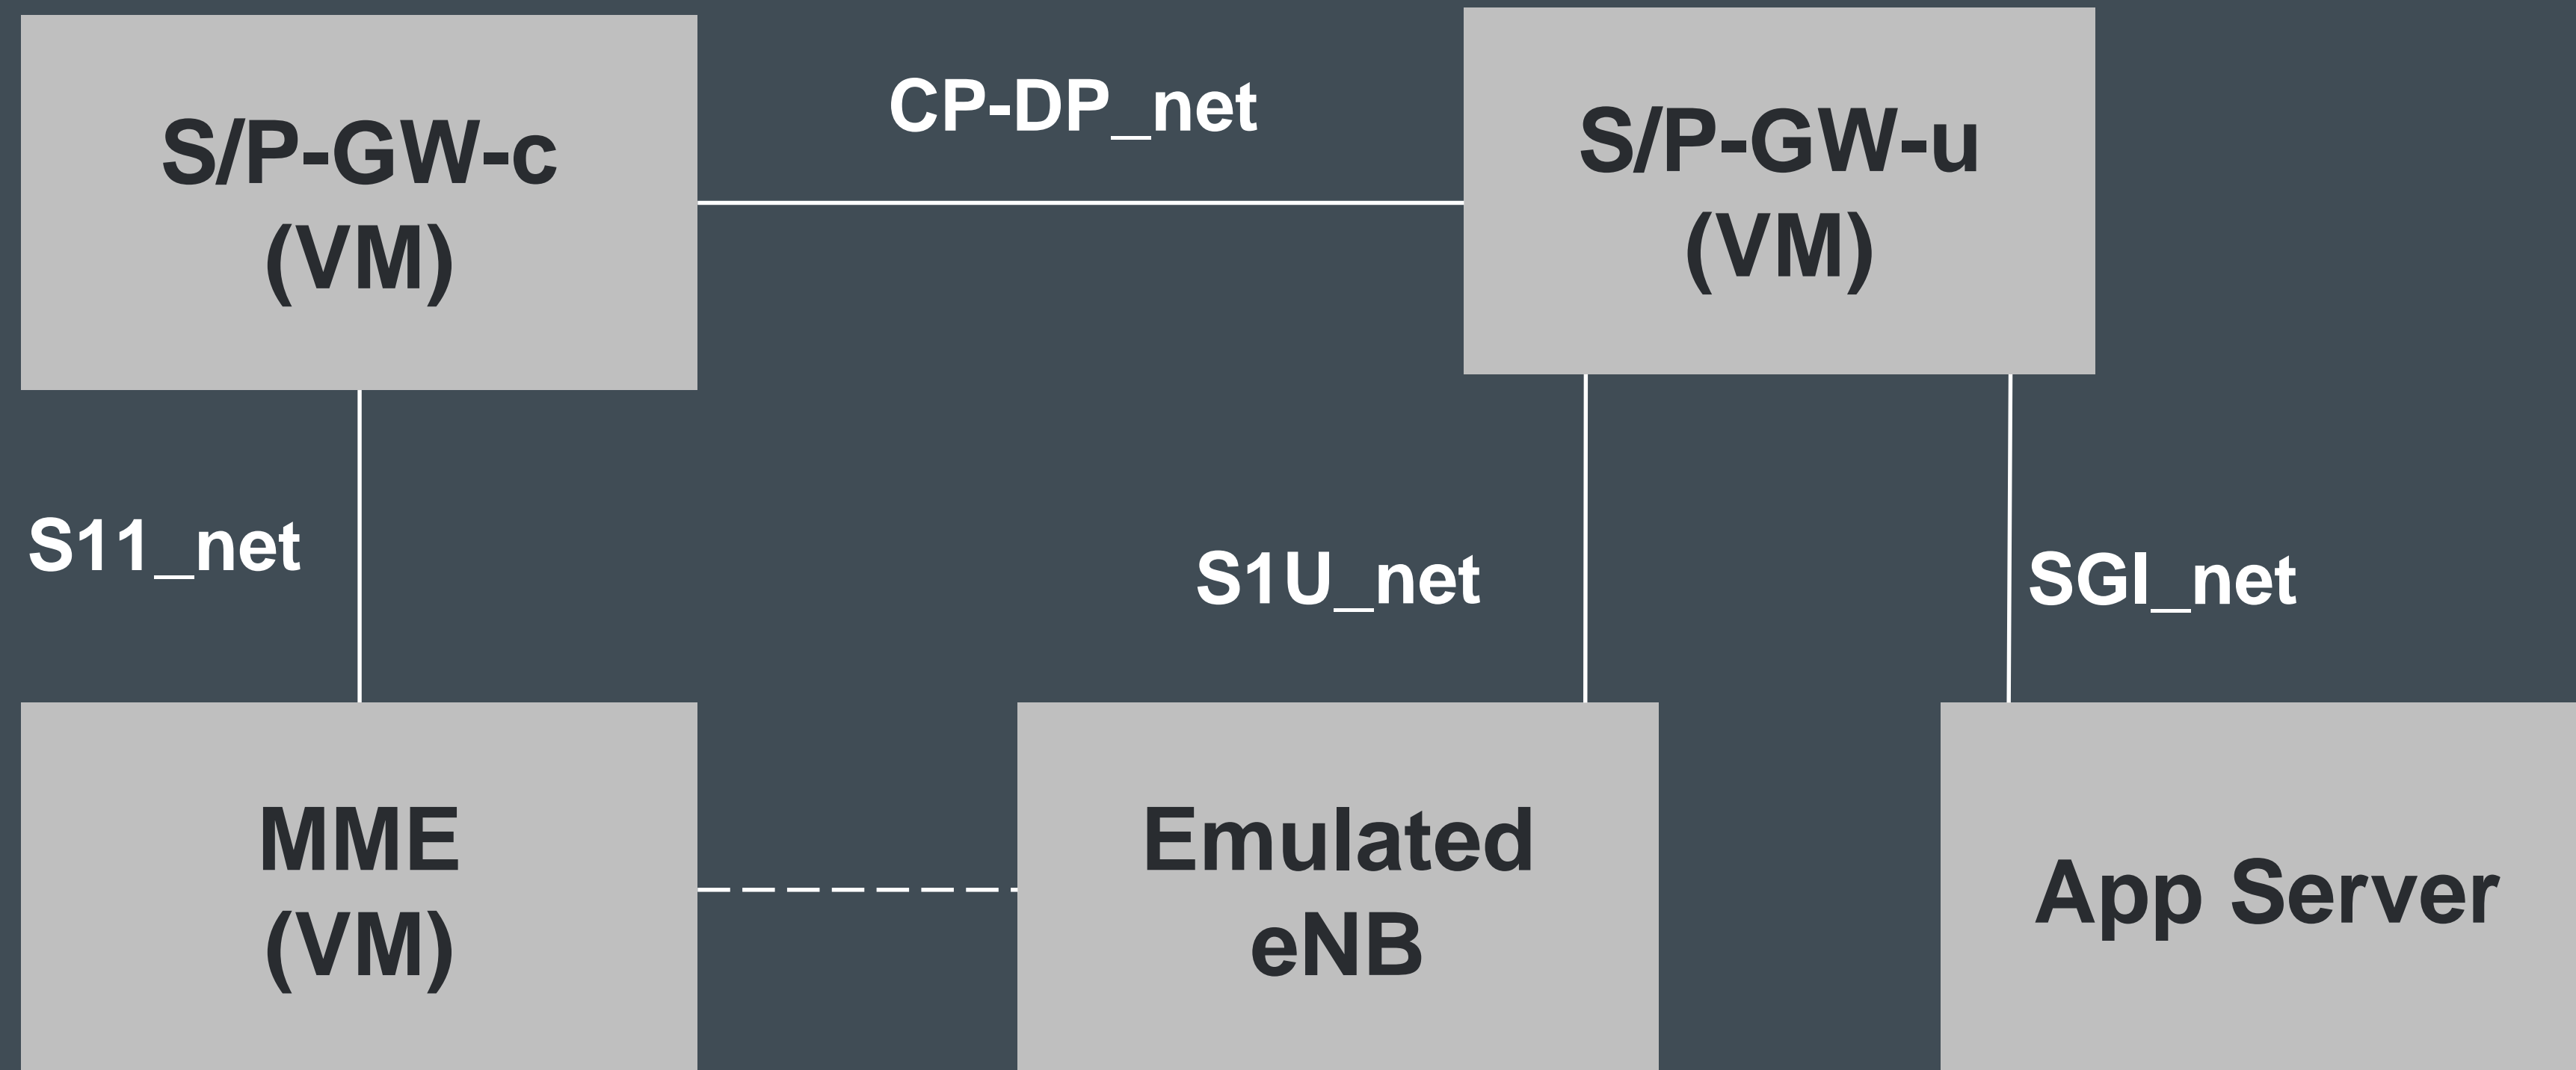 S/P-GW-c
(VM)
CP-DP_net
S/P-GW-u
(VM)
S11_net
S1U_net
SGI_net
MME
(VM)
Emulated
eNB
App Server